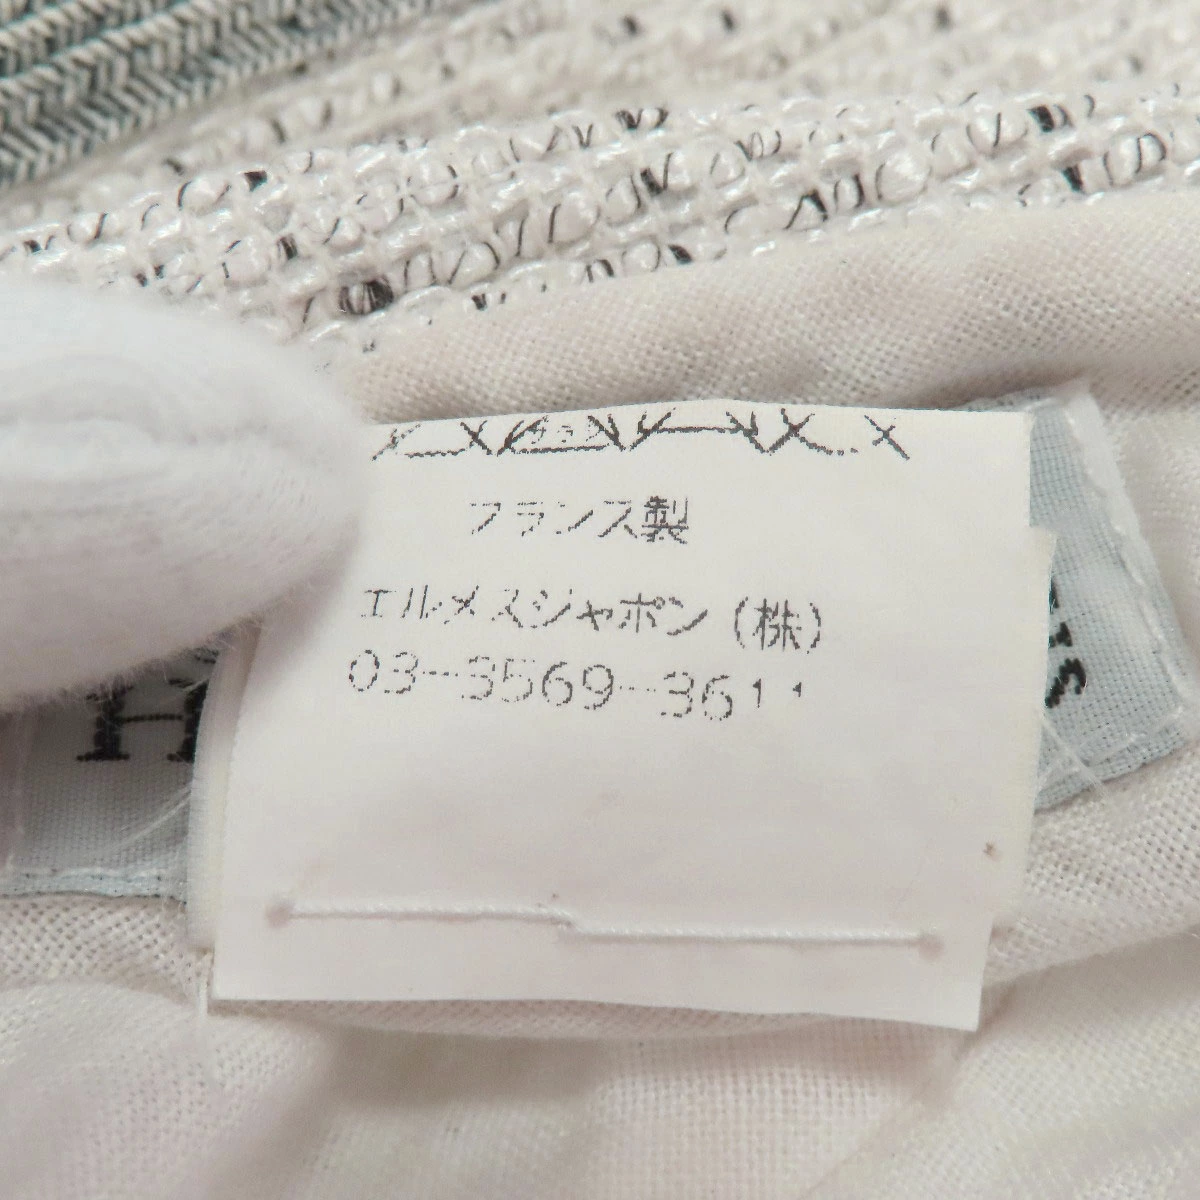 フランス製
エルメスジャポン (株)
03-3569-3611
H